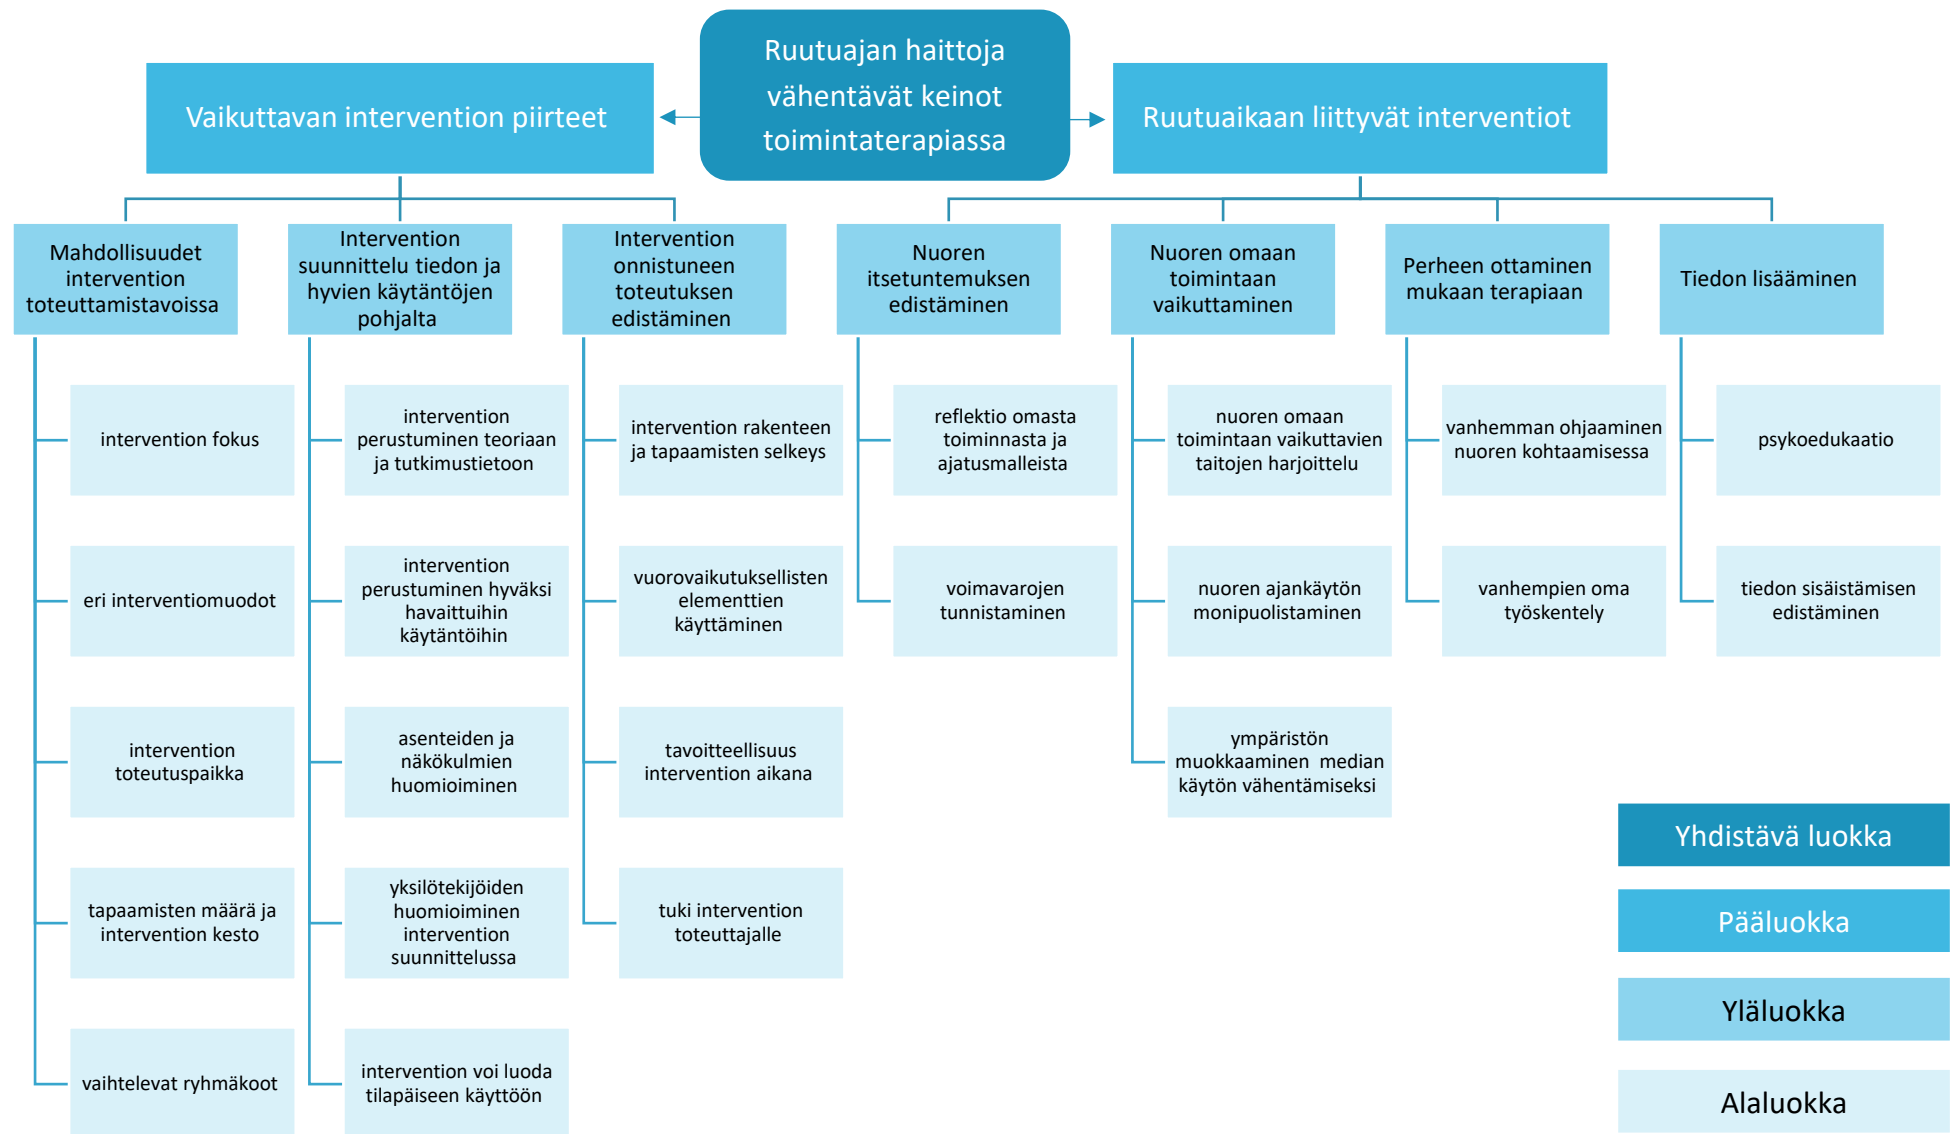 Ruutuajan haittoja
vähentävät keinot
toimintaterapiassa
Vaikuttavan intervention piirteet
Ruutuaikaan liittyvät interventiot
Mahdollisuudet
intervention
toteuttamistavoissa
Intervention
suunnittelu tiedon ja
hyvien käytäntöjen
pohjalta
Intervention
onnistuneen
toteutuksen
edistäminen
Nuoren
itsetuntemuksen
edistäminen
Nuoren omaan
toimintaan
vaikuttaminen
Perheen ottaminen
mukaan terapiaan
Tiedon lisääminen
intervention fokus
eri interventiomuodot
intervention
toteutuspaikka
tapaamisten määrä ja
intervention kesto
vaihtelevat ryhmäkoot
intervention
perustuminen teoriaan
ja tutkimustietoon
intervention
perustuminen hyväksi
havaittuihin
käytäntöihin
asenteiden ja
näkökulmien
huomioiminen
yksilötekijöiden
huomioiminen
intervention
suunnittelussa
intervention voi luoda
tilapäiseen käyttöön
intervention rakenteen
ja tapaamisten selkeys
vuorovaikutuksellisten
elementtien
käyttäminen
tavoitteellisuus
intervention aikana
tuki intervention
toteuttajalle
reflektio omasta
toiminnasta ja
ajatusmalleista
voimavarojen
tunnistaminen
nuoren omaan
toimintaan vaikuttavien
taitojen harjoittelu
nuoren ajankäytön
monipuolistaminen
ympäristön
muokkaaminen median
käytön vähentämiseksi
vanhemman ohjaaminen
nuoren kohtaamisessa
vanhempien oma
työskentely
psykoedukaatio
tiedon sisäistämisen
edistäminen
Yhdistävä luokka
Pääluokka
Yläluokka
Alaluokka